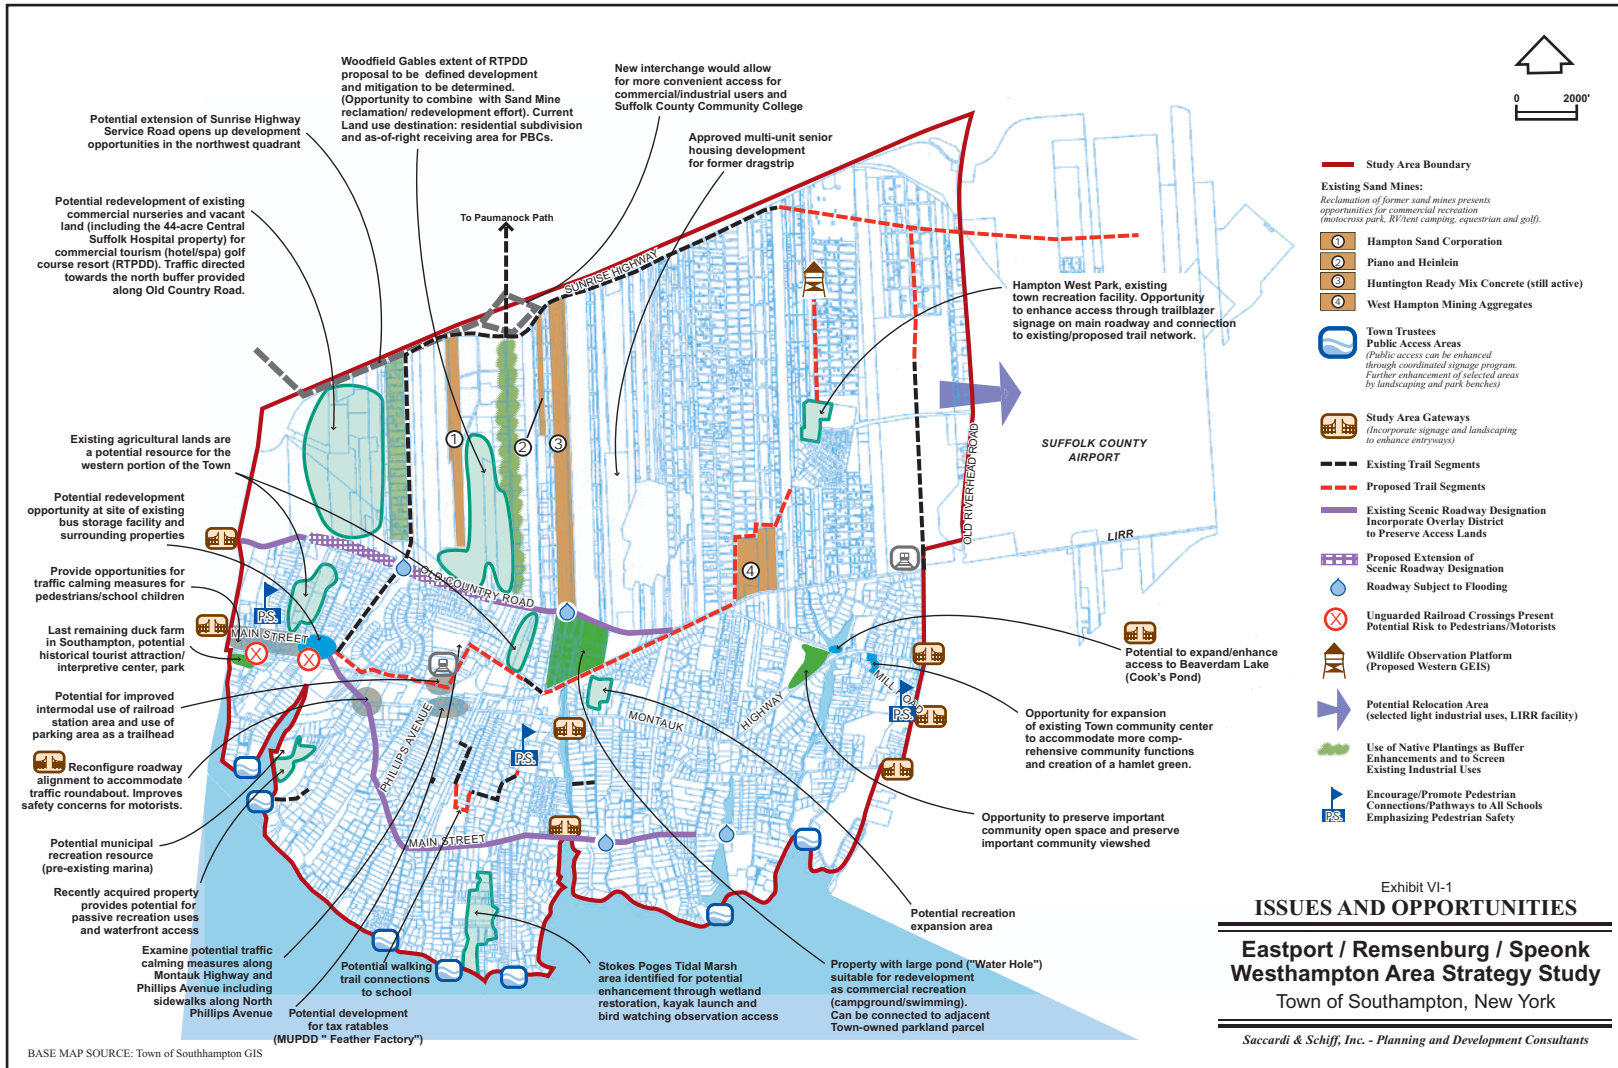 Woodfield Gables extent of RTPDD
proposal to be defined development
and mitigation to be determined.
(Opportunity to combine with Sand Mine
reclamation/ redevelopment effort). Current
Land use destination: residential subdivision
and as-of-right receiving area for PBCs.
New interchange would allow
for more convenient access for
commercial/industrial users and
Suffolk County Community College
Approved multi-unit senior
housing development
for former dragstrip
Potential extension of Sunrise Highway
Service Road opens up development
opportunities in the northwest quadrant
Potential redevelopment of existing
commercial nurseries and vacant
land (including the 44-acre Central
Suffolk Hospital property) for
commercial tourism (hotel/spa) golf
course resort (RTPDD). Traffic directed
towards the north buffer provided
along Old Country Road.
To Paumanock Path
SUNRISE HIGHWAY
Hampton West Park, existing
town recreation facility. Opportunity
to enhance access through trailblazer
signage on main roadway and connection
to existing/proposed trail network.
Existing agricultural lands are
a potential resource for the
western portion of the Town
Potential redevelopment
opportunity at site of existing
bus storage facility and
surrounding properties
Provide opportunities for
traffic calming measures for
pedestrians/school children
Last remaining duck farm
in Southampton, potential
historical tourist attraction/
interpretive center, park
Potential for improved
intermodal use of railroad
station area and use of
parking area as a trailhead
Reconfigure roadway
alignment to accommodate
traffic roundabout. Improves
safety concerns for motorists.
Potential municipal
recreation resource
(pre-existing marina)
Recently acquired property
provides potential for
passive recreation uses
and waterfront access
Examine potential traffic
calming measures along
Montauk Highway and
Phillips Avenue including
sidewalks along North
Phillips Avenue
Potential walking
trail connections
to school
Potential development
for tax ratables
(MUPDD " Feather Factory")
Stokes Poges Tidal Marsh
area identified for potential
enhancement through wetland
restoration, kayak launch and
bird watching observation access
Property with large pond ("Water Hole")
suitable for redevelopment
as commercial recreation
(campground/swimming).
Can be connected to adjacent
Town-owned parkland parcel
Potential recreation
expansion area
Opportunity to preserve important
community open space and preserve
important community viewshed
Opportunity for expansion
of existing Town community center
to accommodate more comp-
rehensive community functions
and creation of a hamlet green.
Potential to expand/enhance
access to Beaverdam Lake
(Cook's Pond)
1
2
3
4
OLD COUNTRY ROAD
MAIN STREET
PHILLIPS AVENUE
MAIN STREET
MONTAUK
HIGHWAY
MILL ROAD
OLD RIVERHEAD ROAD
SUFFOLK COUNTY
AIRPORT
LIRR
P.S.
P.S.
P.S.
0 2000'
Study Area Boundary
Existing Sand Mines:
Reclamation of former sand mines presents
opportunities for commercial recreation
(motocross park, RV/tent camping, equestrian and golf).
1 Hampton Sand Corporation
2 Piano and Heinlein
3 Huntington Ready Mix Concrete (still active)
4 West Hampton Mining Aggregates
Town Trustees
Public Access Areas
(Public access can be enhanced
through coordinated signage program.
Further enhancement of selected areas
by landscaping and park benches)
Study Area Gateways
(Incorporate signage and landscaping
to enhance entryways)
Existing Trail Segments
Proposed Trail Segments
Existing Scenic Roadway Designation
Incorporate Overlay District
to Preserve Access Lands
Proposed Extension of
Scenic Roadway Designation
Roadway Subject to Flooding
Unguarded Railroad Crossings Present
Potential Risk to Pedestrians/Motorists
Wildlife Observation Platform
(Proposed Western GEIS)
Potential Relocation Area
(selected light industrial uses, LIRR facility)
Use of Native Plantings as Buffer
Enhancements and to Screen
Existing Industrial Uses
Encourage/Promote Pedestrian
Connections/Pathways to All Schools
Emphasizing Pedestrian Safety
P.S.
Exhibit VI-1
ISSUES AND OPPORTUNITIES
Eastport / Remsenburg / Speonk
Westhampton Area Strategy Study
Town of Southampton, New York
Saccardi & Schiff, Inc. - Planning and Development Consultants
BASE MAP SOURCE: Town of Southhampton GIS